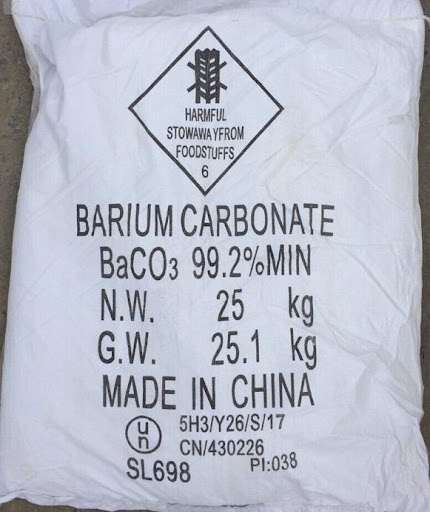 HARMFUL
STOWAWAYFROM
FOODSTUFFS
6
BARIUM CARBONATE
BaCO3 99.2%MIN
N.W. 25 kg
G.W. 25.1 kg
MADE IN CHINA
un 5H3/Y26/S/17
CN/430226
SL698 PI:038